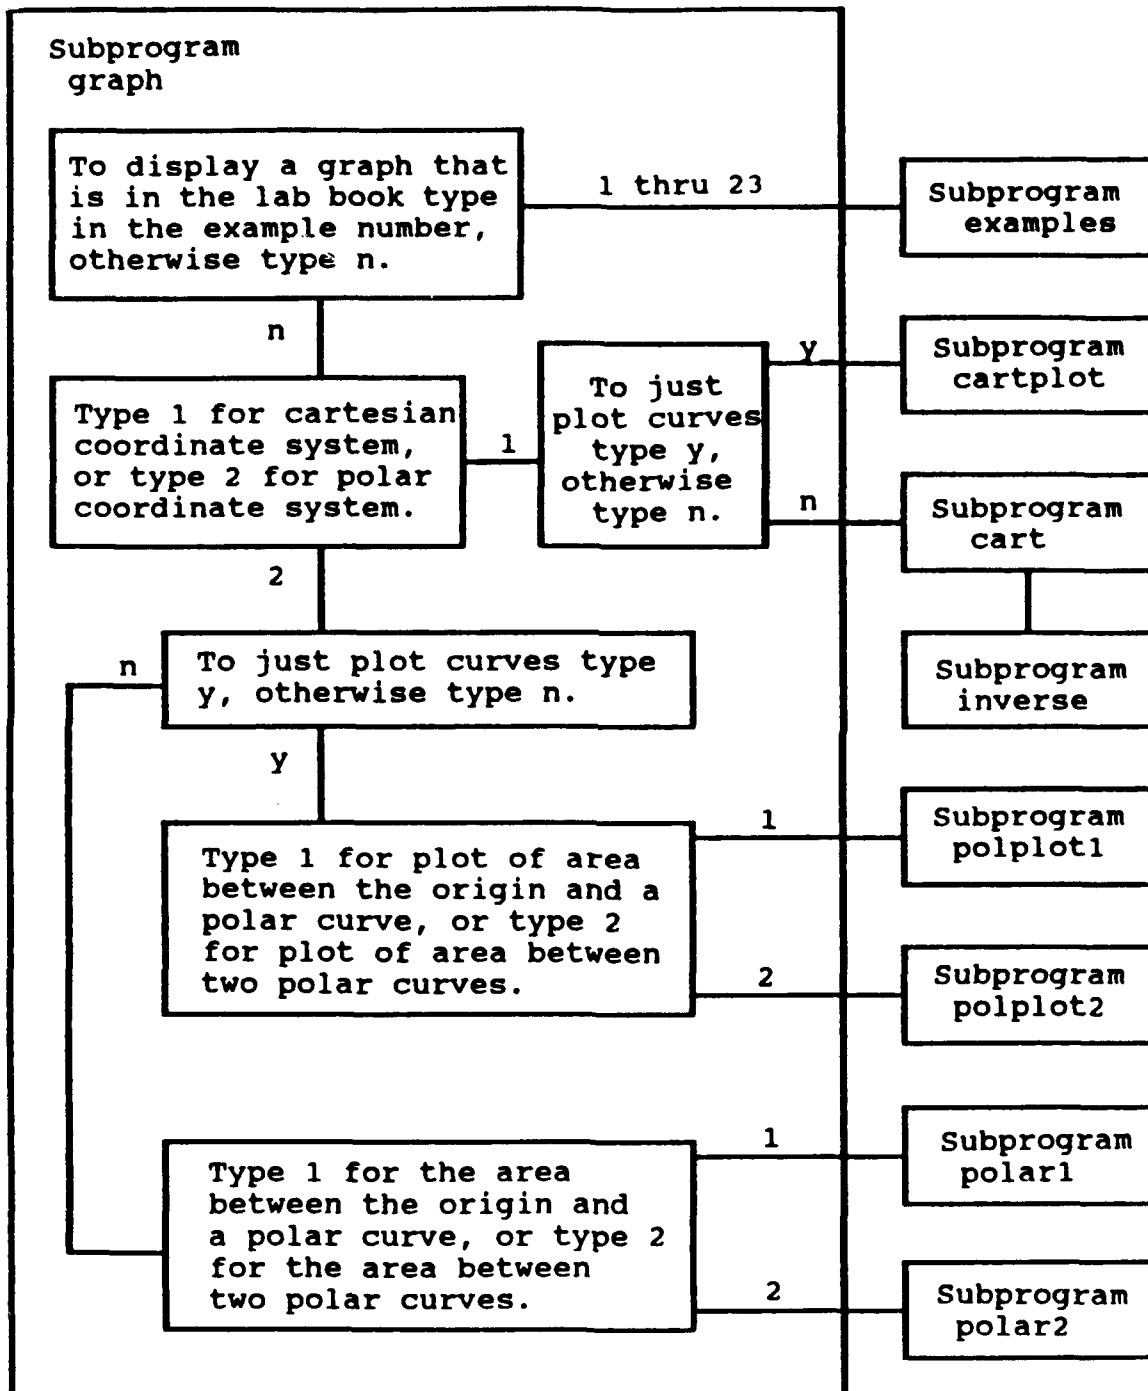 Subprogram
graph
To display a graph that
is in the lab book type
in the example number,
otherwise type n.
1 thru 23
Subprogram
examples
n
Type 1 for cartesian
coordinate system,
or type 2 for polar
coordinate system.
1
To just
plot curves
type y,
otherwise
type n.
y
Subprogram
cartplot
n
Subprogram
cart
Subprogram
inverse
2
To just plot curves type
y, otherwise type n.
n
y
Type 1 for plot of area
between the origin and a
polar curve, or type 2
for plot of area between
two polar curves.
1
Subprogram
polplot1
2
Subprogram
polplot2
Type 1 for the area
between the origin and
a polar curve, or type 2
for the area between
two polar curves.
1
Subprogram
polar1
2
Subprogram
polar2